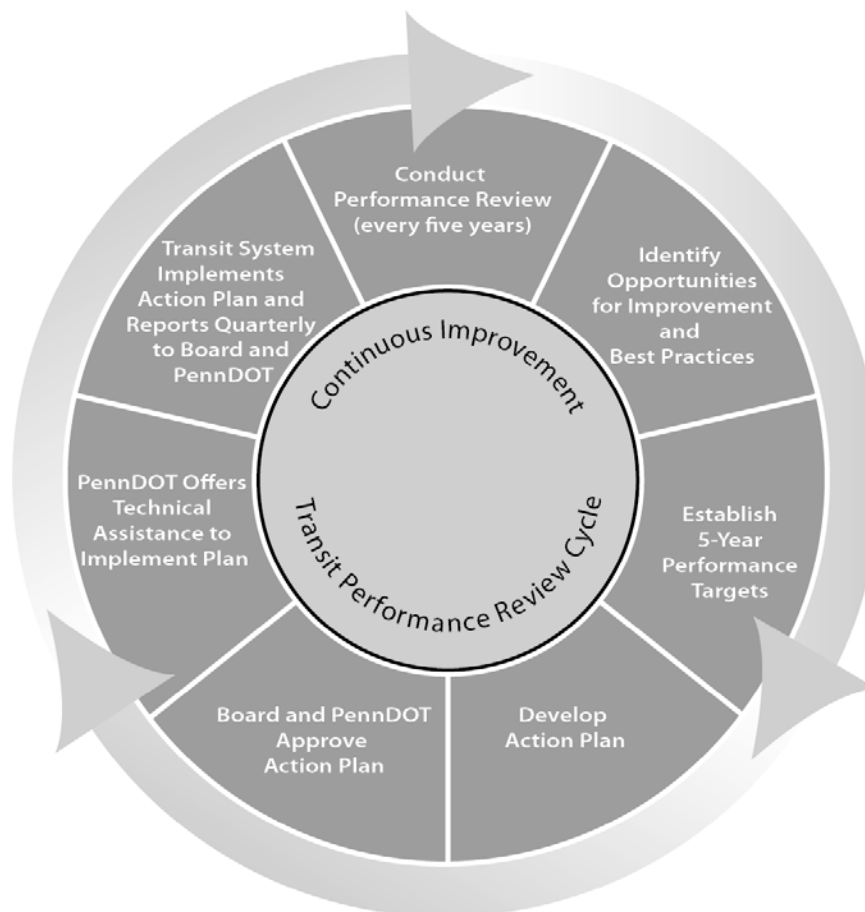 Conduct
Performance Review
(every five years)
Identify
Opportunities
for Improvement
and
Best Practices
Establish
5-Year
Performance
Targets
Develop
Action Plan
Board and PennDOT
Approve
Action Plan
PennDOT Offers
Technical
Assistance to
Implement Plan
Transit System
Implements
Action Plan and
Reports Quarterly
to Board and
PennDOT
Continuous Improvement
Transit Performance Review Cycle